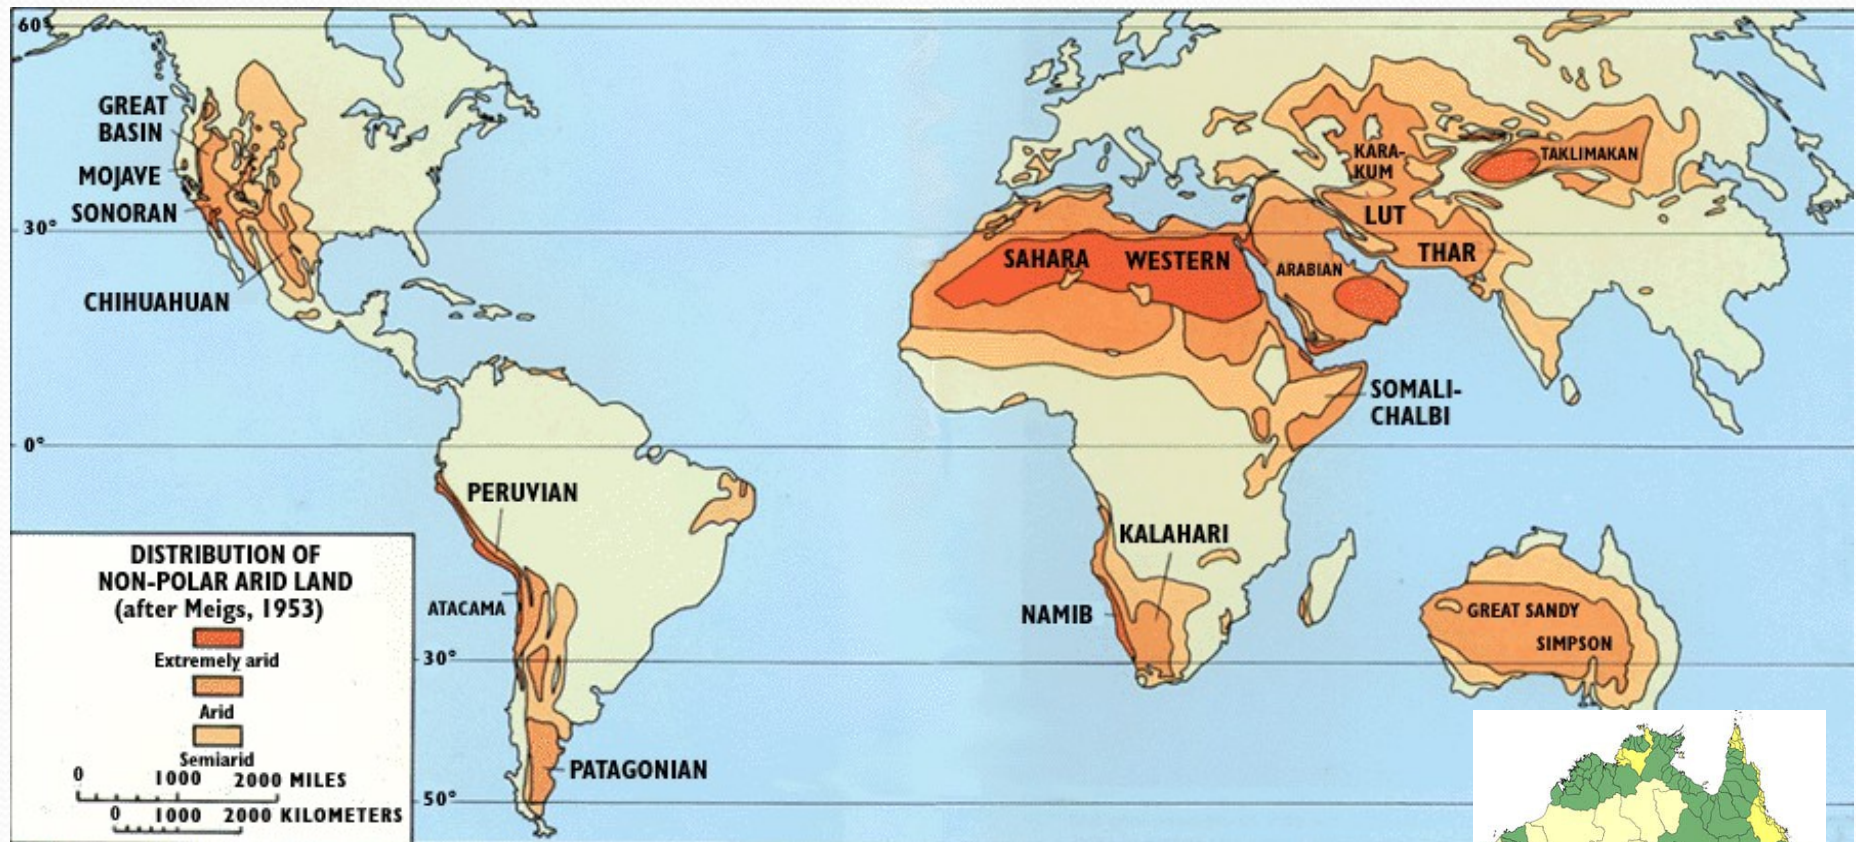 60°
GREAT
BASIN
MOJAVE
SONORAN
30°
CHIHUAHUAN
0°
PERUVIAN
ATACAMA
30°
PATAGONIAN
50°
KARA-
KUM
TAKLIMAKAN
LUT
THAR
SAHARA
WESTERN
ARABIAN
SOMALI-
CHALBI
KALAHARI
NAMIB
GREAT SANDY
SIMPSON
DISTRIBUTION OF
NON-POLAR ARID LAND
(after Meigs, 1953)
Extremely arid
Arid
Semiarid
0 1000 2000 MILES
0 1000 2000 KILOMETERS